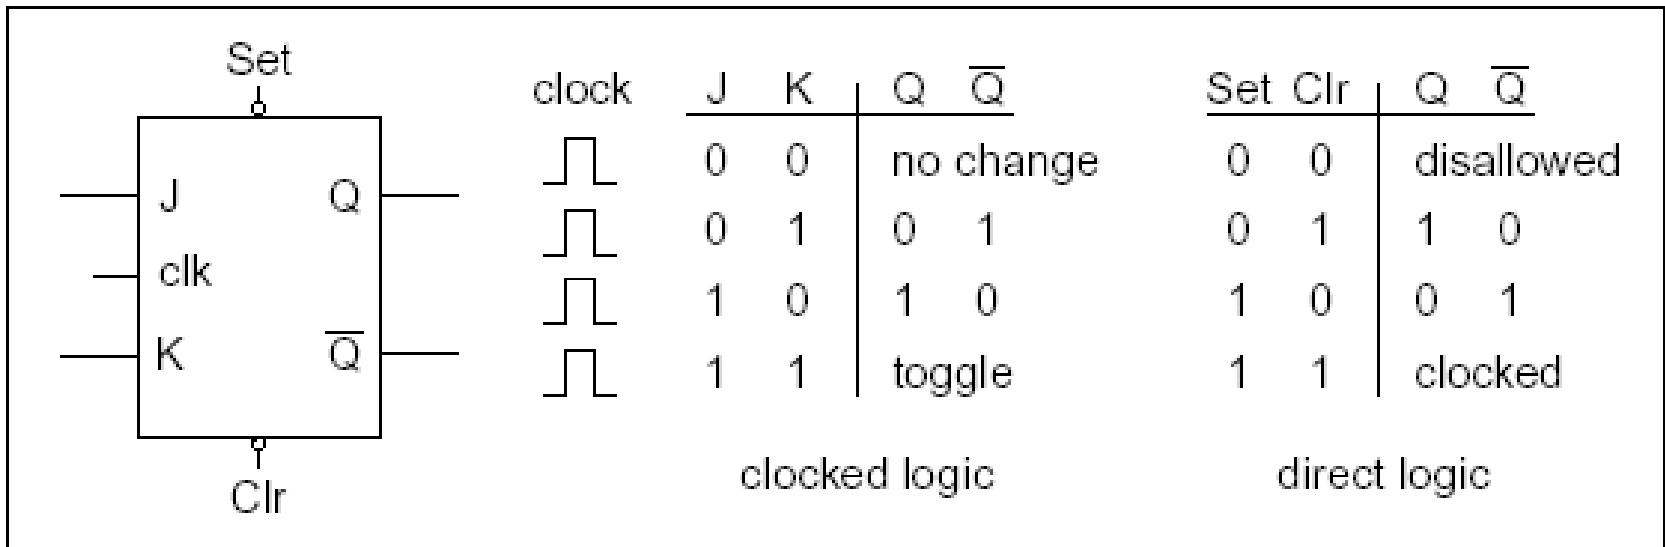 Set
J Q
clk
K Q̅
Clr
clock J K Q Q̅
0 0 no change
0 1 0 1
1 0 1 0
1 1 toggle
clocked logic
Set Clr Q Q̅
0 0 disallowed
0 1 1 0
1 0 0 1
1 1 clocked
direct logic